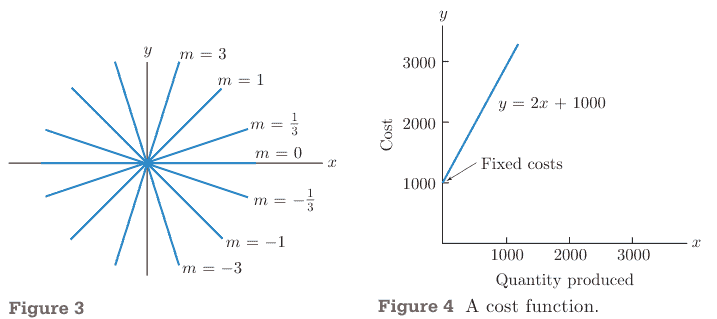 y
m = 3
m = 1
m = 1/3
m = 0
x
m = −1/3
m = −1
m = −3
Figure 3
y
3000
2000
1000
Cost
y = 2x + 1000
Fixed costs
x
1000 2000 3000
Quantity produced
Figure 4 A cost function.